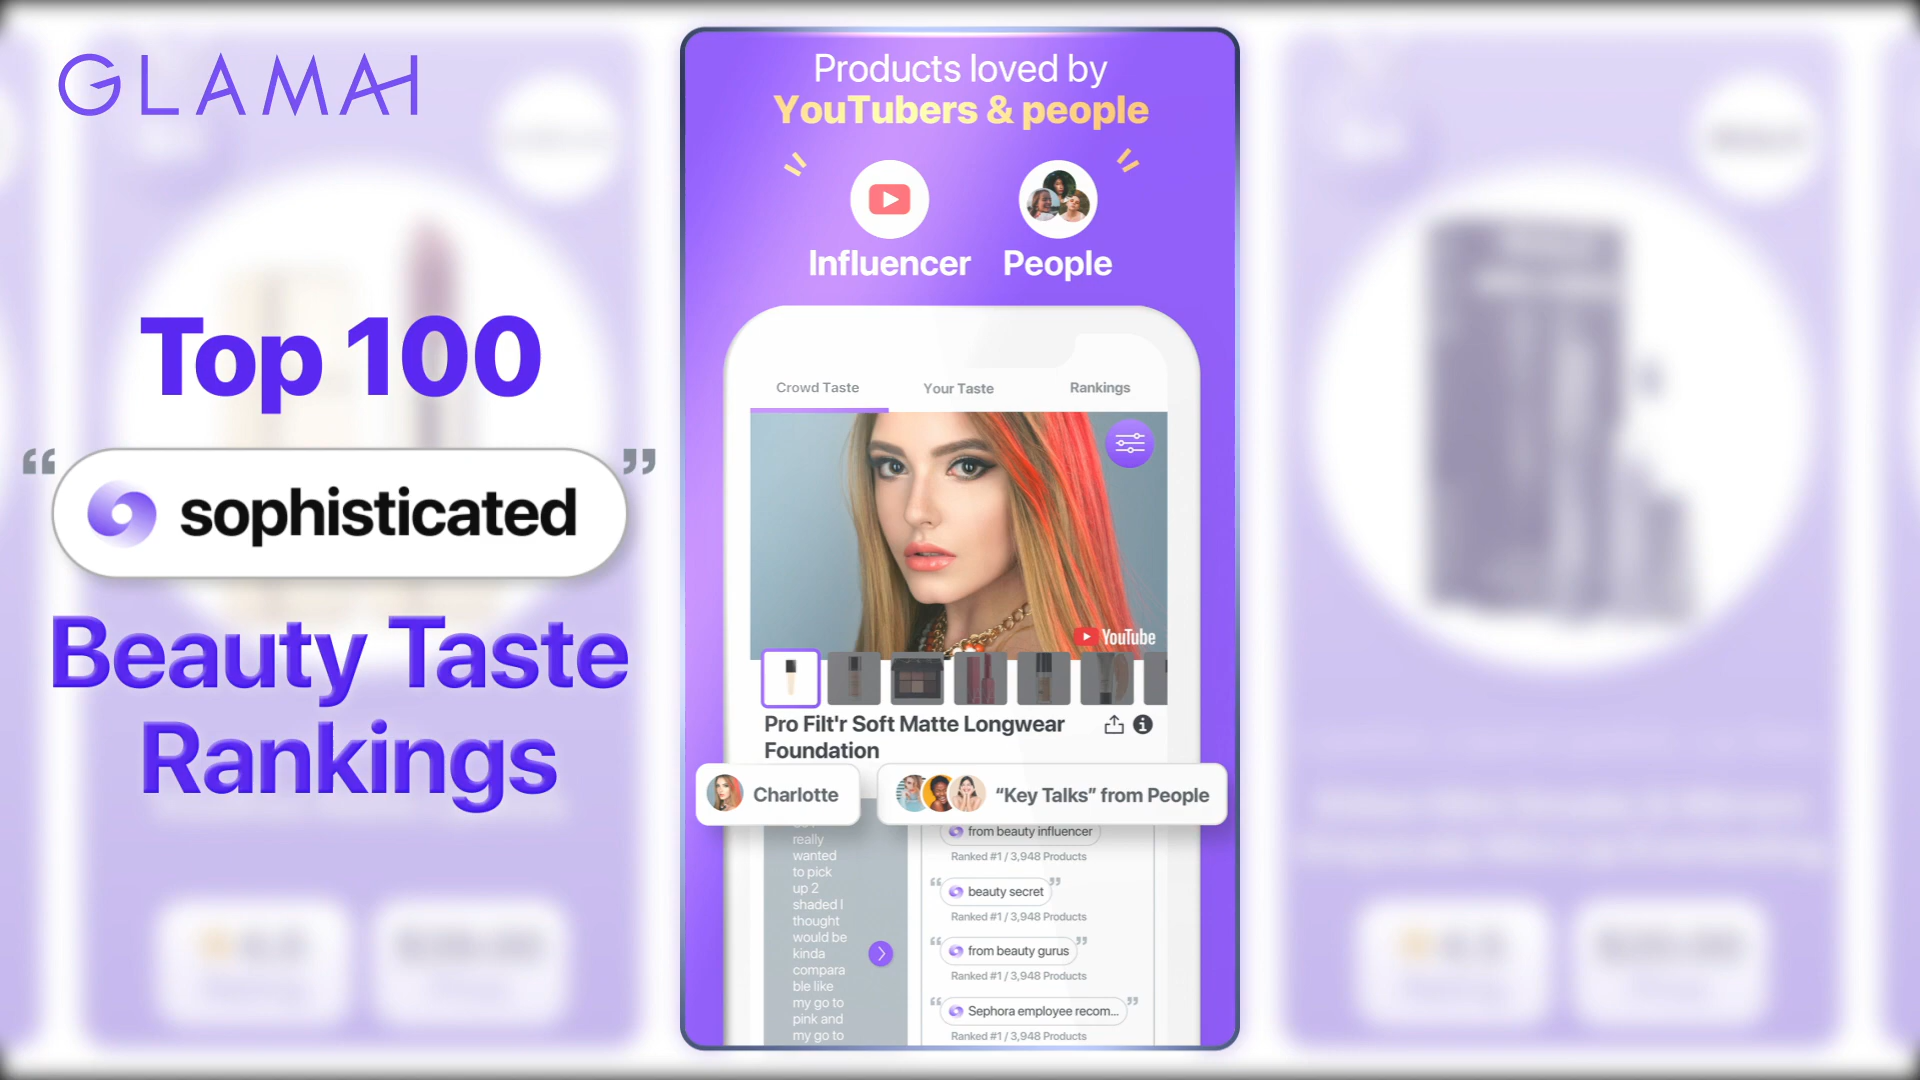 GLAMAI
Top 100
“ sophisticated ”
Beauty Taste
Rankings
Products loved by
YouTubers & people
Influencer
People
Crowd Taste
Your Taste
Rankings
YouTube
Pro Filt'r Soft Matte Longwear
Foundation
Charlotte
“Key Talks” from People
really
wanted
to pick
up 2
shaded I
thought
would be
kinda
compara
ble like
my go to
pink and
my go to
from beauty influencer
Ranked #1 / 3,948 Products
“ beauty secret ”
Ranked #1 / 3,948 Products
“ from beauty gurus ”
Ranked #1 / 3,948 Products
“ Sephora employee recom... ”
Ranked #1 / 3,948 Products